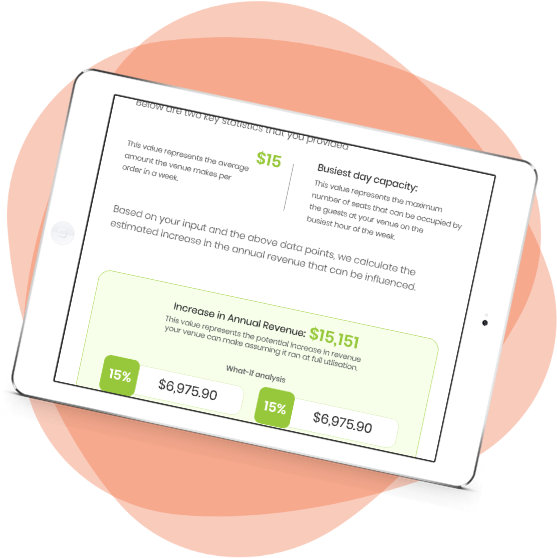 Below are two key statistics that you provided
This value represents the average
amount the venue makes per
order in a week.
$15
Busiest day capacity:
This value represents the maximum
number of seats that can be occupied by
the guests at your venue on the
busiest hour of the week.
Based on your input and the above data points, we calculate the
estimated increase in the annual revenue that can be influenced.
Increase in Annual Revenue: $15,151
This value represents the potential increase in revenue
your venue can make assuming it ran at full utilisation.
What-If analysis
15% $6,975.90 15% $6,975.90